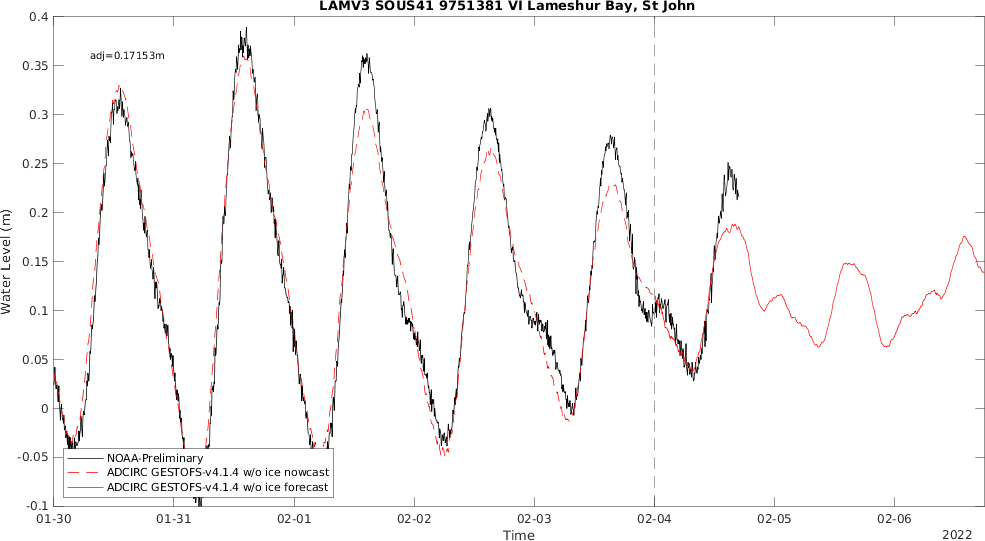 LAMV3 SOUS41 9751381 VI Lameshur Bay, St John
adj=0.17153m
0.4
0.35
0.3
0.25
0.2
0.15
0.1
0.05
0
-0.05
-0.1
Water Level (m)
NOAA-Preliminary
ADCIRC GESTOFS-v4.1.4 w/o ice nowcast
ADCIRC GESTOFS-v4.1.4 w/o ice forecast
01-30 01-31 02-01 02-02 02-03 02-04 02-05 02-06
Time
2022